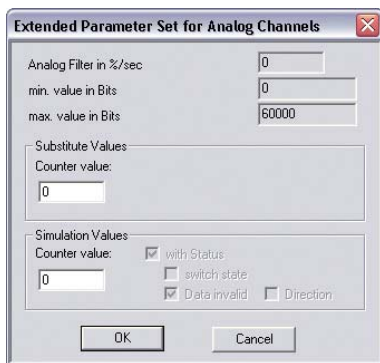 Extended Parameter Set for Analog Channels
Analog Filter in %/sec 0
min. value in Bits 0
max. value in Bits 60000
Substitute Values
Counter value:
0
Simulation Values
Counter value: with Status
switch state
0 Data invalid Direction
OK Cancel